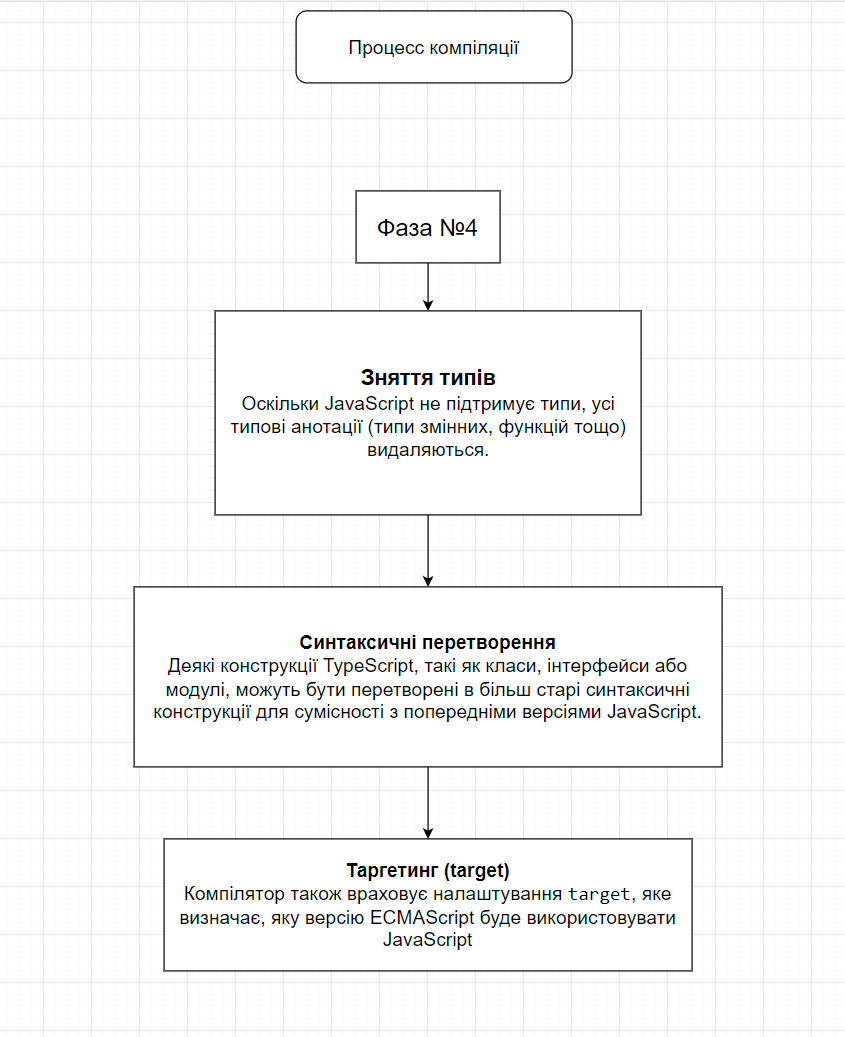 Процесс компіляції
Фаза №4
Зняття типів
Оскільки JavaScript не підтримує типи, усі
типові анотації (типи змінних, функцій тощо)
видаляються.
Синтаксичні перетворення
Деякі конструкції TypeScript, такі як класи, інтерфейси або
модулі, можуть бути перетворені в більш старі синтаксичні
конструкції для сумісності з попередніми версіями JavaScript.
Таргетинг (target)
Компілятор також враховує налаштування target, яке
визначає, яку версію ECMAScript буде використовувати
JavaScript